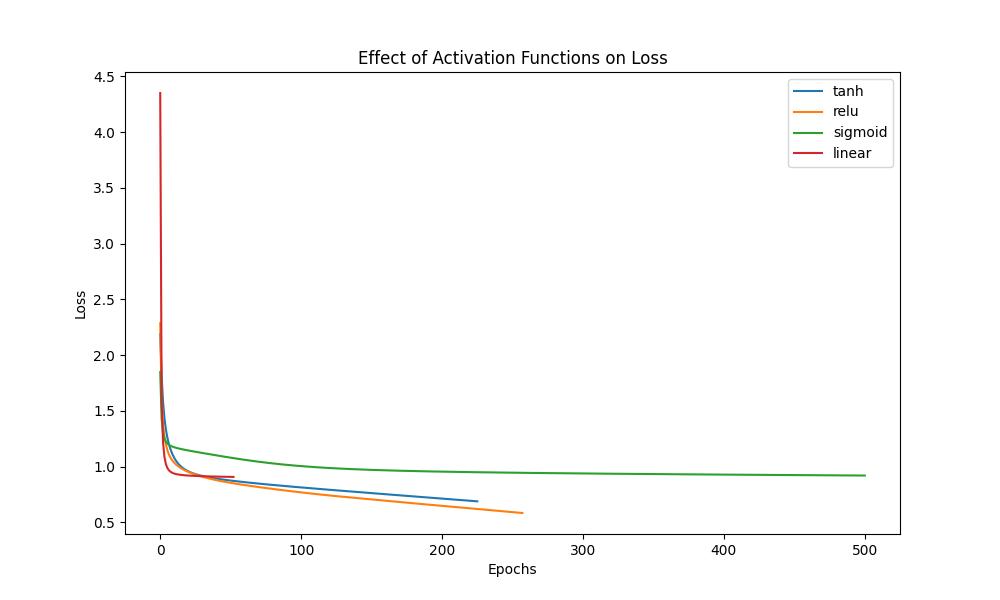 Effect of Activation Functions on Loss
4.5
4.0
3.5
3.0
2.5
2.0
1.5
1.0
0.5
Loss
tanh
relu
sigmoid
linear
0 100 200 300 400 500
Epochs